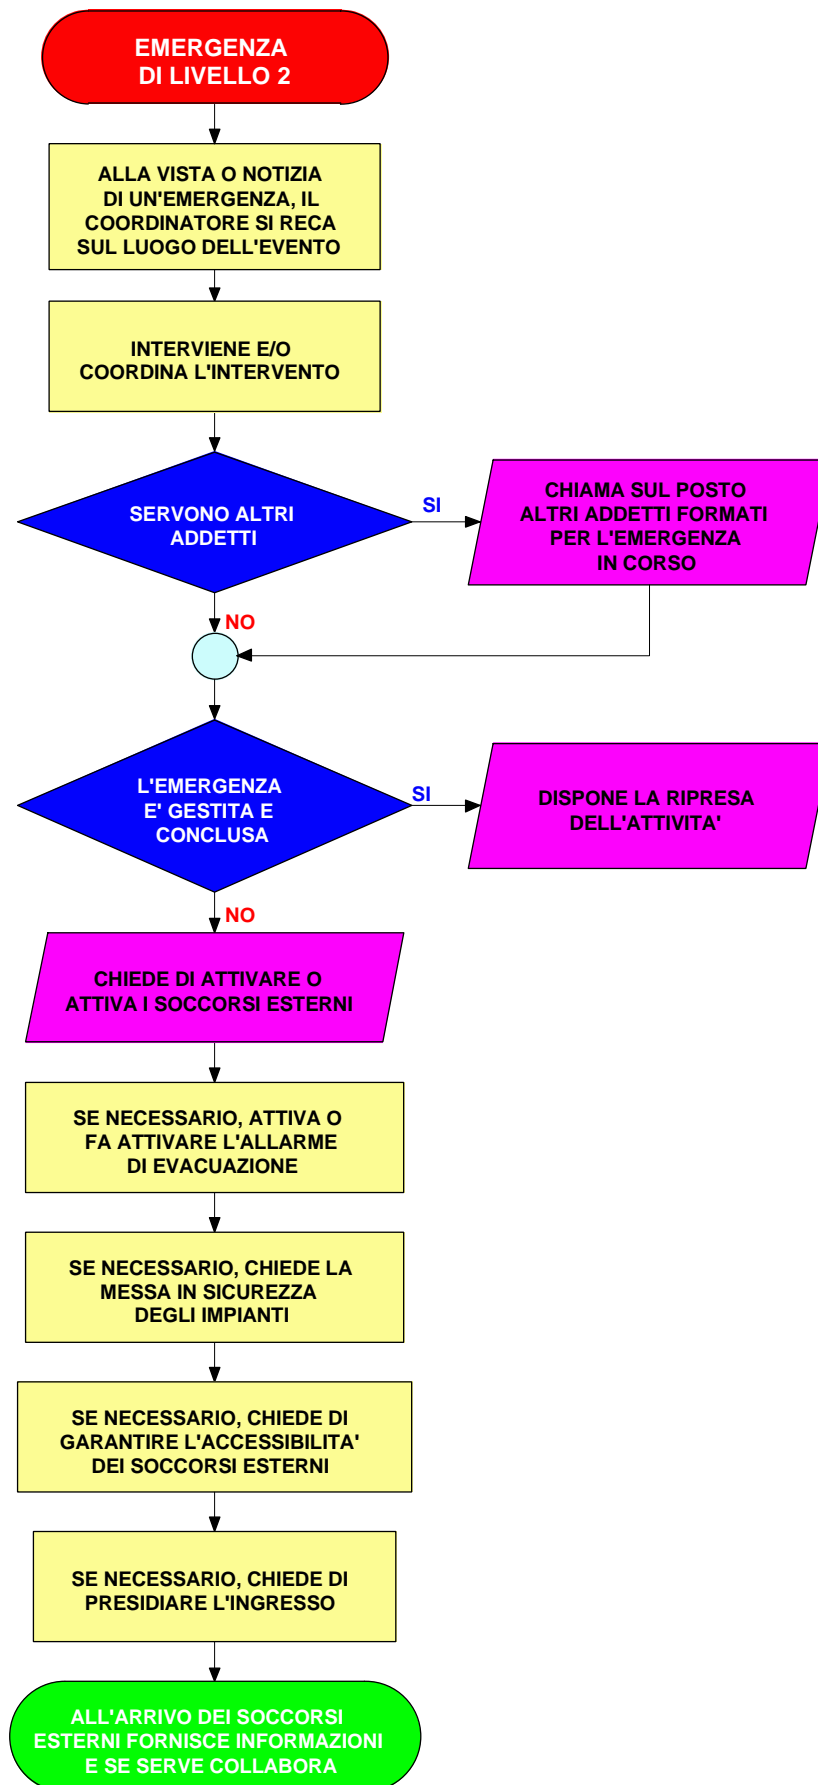 EMERGENZA
DI LIVELLO 2
ALLA VISTA O NOTIZIA
DI UN'EMERGENZA, IL
COORDINATORE SI RECA
SUL LUOGO DELL'EVENTO
INTERVIENE E/O
COORDINA L'INTERVENTO
SERVONO ALTRI
ADDETTI
SI
CHIAMA SUL POSTO
ALTRI ADDETTI FORMATI
PER L'EMERGENZA
IN CORSO
NO
L'EMERGENZA
E' GESTITA E
CONCLUSA
SI
DISPONE LA RIPRESA
DELL'ATTIVITA'
NO
CHIEDE DI ATTIVARE O
ATTIVA I SOCCORSI ESTERNI
SE NECESSARIO, ATTIVA O
FA ATTIVARE L'ALLARME
DI EVACUAZIONE
SE NECESSARIO, CHIEDE LA
MESSA IN SICUREZZA
DEGLI IMPIANTI
SE NECESSARIO, CHIEDE DI
GARANTIRE L'ACCESSIBILITA'
DEI SOCCORSI ESTERNI
SE NECESSARIO, CHIEDE DI
PRESIDIARE L'INGRESSO
ALL'ARRIVO DEI SOCCORSI
ESTERNI FORNISCE INFORMAZIONI
E SE SERVE COLLABORA